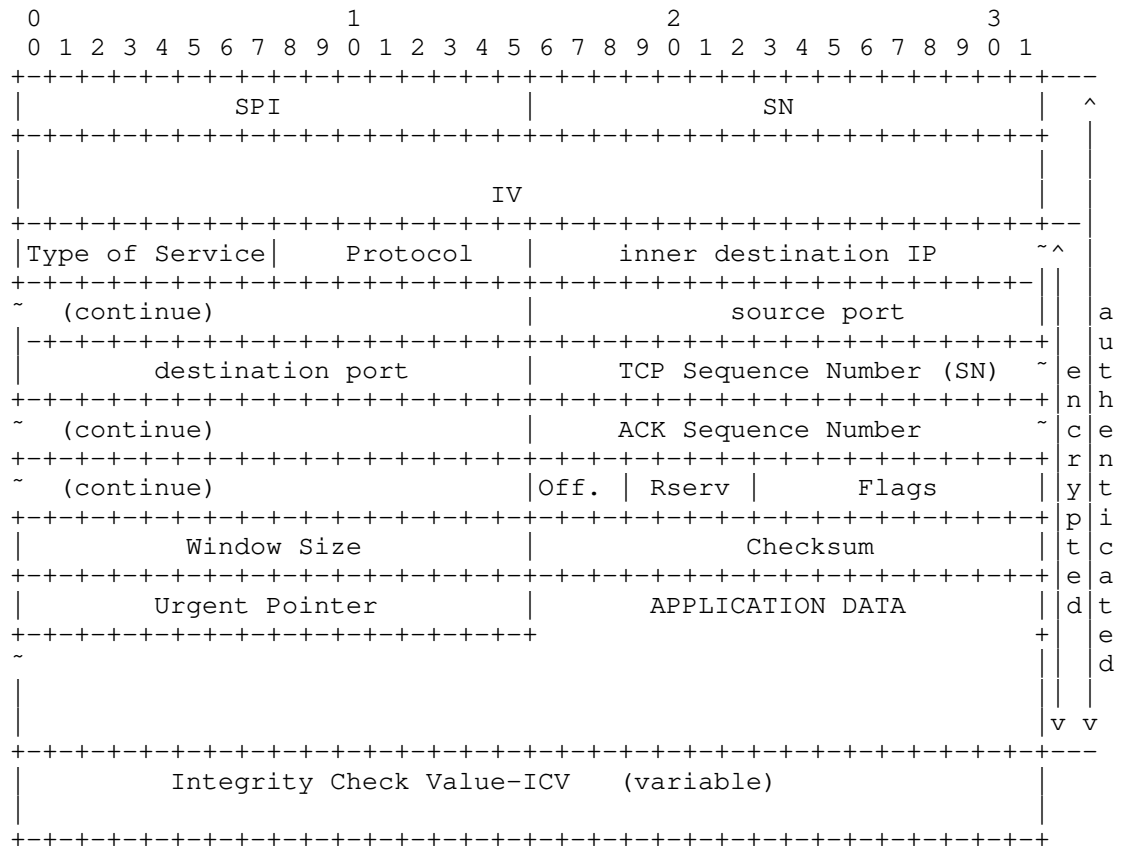 0 1 2 3
0 1 2 3 4 5 6 7 8 9 0 1 2 3 4 5 6 7 8 9 0 1 2 3 4 5 6 7 8 9 0 1
+-+-+-+-+-+-+-+-+-+-+-+-+-+-+-+-+-+-+-+-+-+-+-+-+-+-+-+-+-+-+-+-+---
| SPI | SN | ^
+-+-+-+-+-+-+-+-+-+-+-+-+-+-+-+-+-+-+-+-+-+-+-+-+-+-+-+-+-+-+-+-+ |
| | |
| IV | |
+-+-+-+-+-+-+-+-+-+-+-+-+-+-+-+-+-+-+-+-+-+-+-+-+-+-+-+-+-+-+-+-+--|
|Type of Service| Protocol | inner destination IP ~^ |
+-+-+-+-+-+-+-+-+-+-+-+-+-+-+-+-+-+-+-+-+-+-+-+-+-+-+-+-+-+-+-+-|| |
~ (continue) | source port || |a
|-+-+-+-+-+-+-+-+-+-+-+-+-+-+-+-+-+-+-+-+-+-+-+-+-+-+-+-+-+-+-+-+| |u
| destination port | TCP Sequence Number (SN) ~|e|t
+-+-+-+-+-+-+-+-+-+-+-+-+-+-+-+-+-+-+-+-+-+-+-+-+-+-+-+-+-+-+-+-+|n|h
~ (continue) | ACK Sequence Number ~|c|e
+-+-+-+-+-+-+-+-+-+-+-+-+-+-+-+-+-+-+-+-+-+-+-+-+-+-+-+-+-+-+-+-+|r|n
~ (continue) |Off. | Rserv | Flags ||y|t
+-+-+-+-+-+-+-+-+-+-+-+-+-+-+-+-+-+-+-+-+-+-+-+-+-+-+-+-+-+-+-+-+|p|i
| Window Size | Checksum ||t|c
+-+-+-+-+-+-+-+-+-+-+-+-+-+-+-+-+-+-+-+-+-+-+-+-+-+-+-+-+-+-+-+-+|e|a
| Urgent Pointer | APPLICATION DATA ||d|t
+-+-+-+-+-+-+-+-+-+-+-+-+-+-+-+-+ +| |e
~ || |d
| || |
| |v v
+-+-+-+-+-+-+-+-+-+-+-+-+-+-+-+-+-+-+-+-+-+-+-+-+-+-+-+-+-+-+-+-+---
| Integrity Check Value-ICV (variable) |
| |
+-+-+-+-+-+-+-+-+-+-+-+-+-+-+-+-+-+-+-+-+-+-+-+-+-+-+-+-+-+-+-+-+